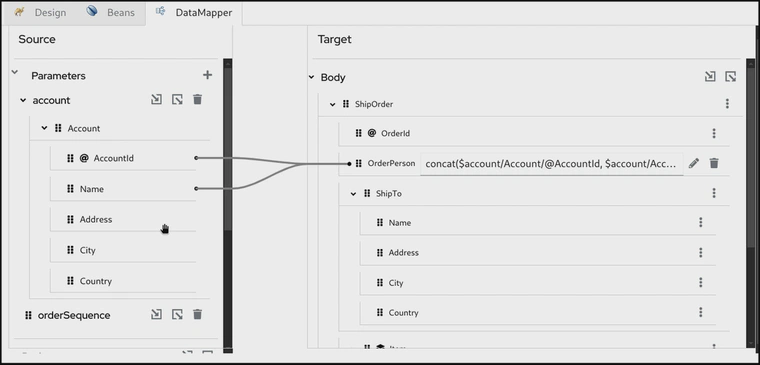 Design Beans DataMapper
Source
Parameters
account
Account
@ AccountId
Name
Address
City
Country
orderSequence
Target
Body
ShipOrder
@ OrderId
OrderPerson concat($account/Account/@AccountId, $account/Acc...
ShipTo
Name
Address
City
Country